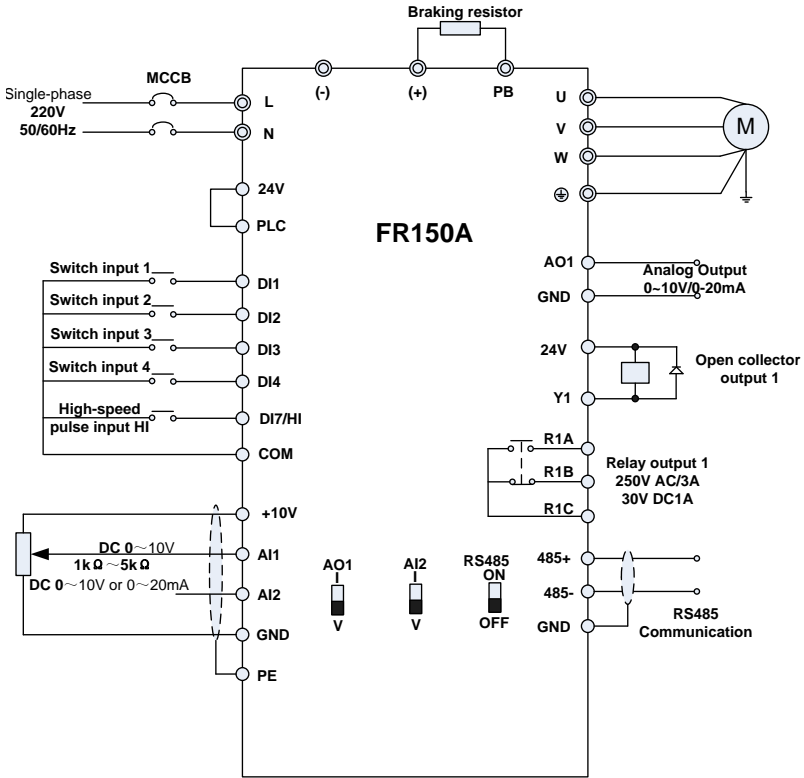 Braking resistor
MCCB
Single-phase
220V
50/60Hz
L
N
(-)
(+)
PB
U
V
W
M
24V
PLC
FR150A
Switch input 1
DI1
Switch input 2
DI2
Switch input 3
DI3
Switch input 4
DI4
High-speed
pulse input HI
DI7/HI
COM
AO1
GND
Analog Output
0~10V/0-20mA
24V
Y1
Open collector
output 1
R1A
R1B
R1C
Relay output 1
250V AC/3A
30V DC1A
+10V
DC 0～10V
AI1
1kΩ～5kΩ
DC 0～10V or 0～20mA
AI2
GND
PE
AO1
I
V
AI2
I
V
RS485
ON
OFF
485+
485-
GND
RS485
Communication